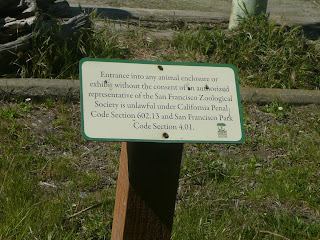 Entrance into any animal enclosure or
exhibit without the consent of an authorized
representative of the San Francisco Zoological
Society is unlawful under California Penal
Code Section 602.13 and San Francisco Park
Code Section 4.01.